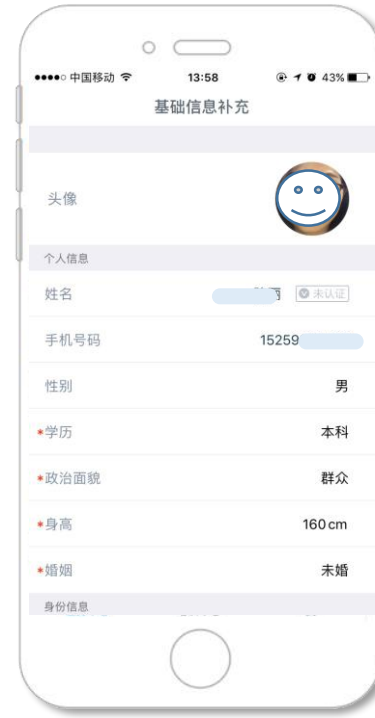 中国移动 13:58 43%
基础信息补充
头像
个人信息
姓名 丽 未认证
手机号码 15259
性别 男
*学历 本科
*政治面貌 群众
*身高 160cm
*婚姻 未婚
身份信息